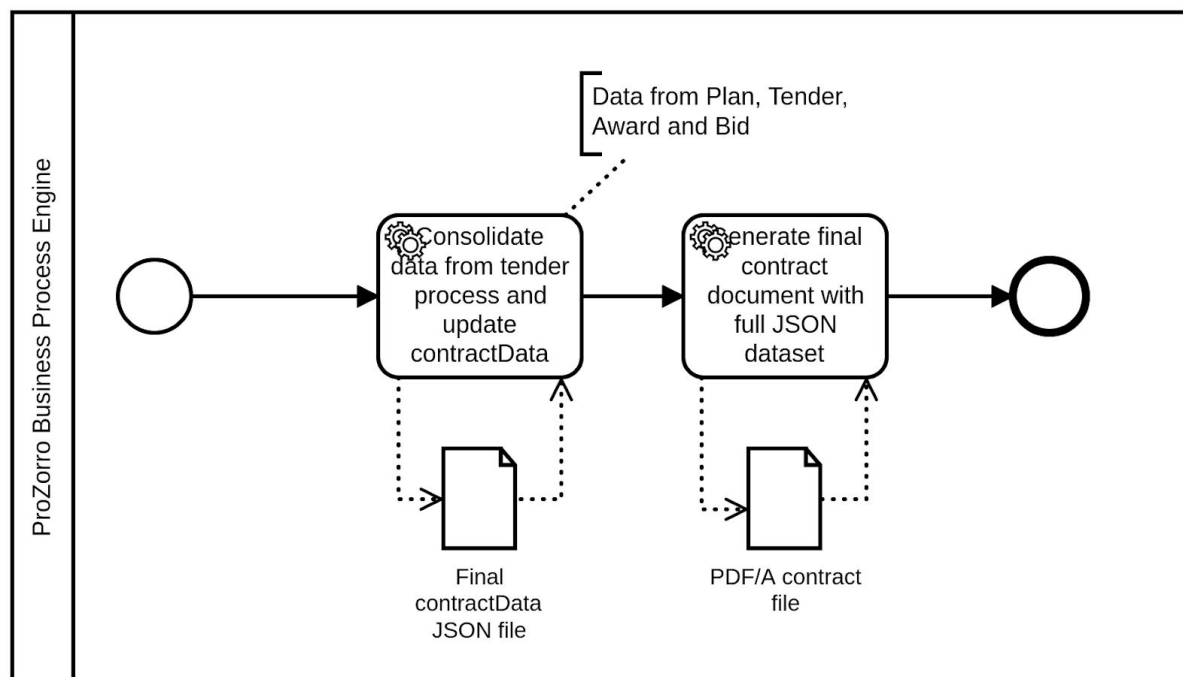 ProZorro Business Process Engine
Data from Plan, Tender,
Award and Bid
Consolidate
data from tender
process and
update
contractData
Generate final
contract
document with
full JSON
dataset
Final
contractData
JSON file
PDF/A contract
file